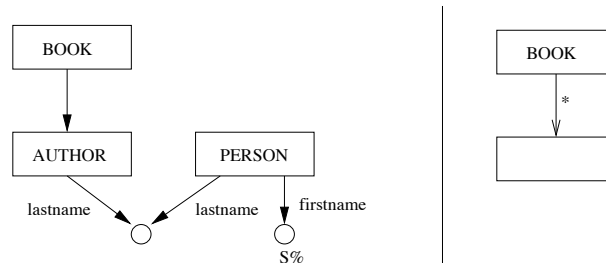 BOOK
AUTHOR
PERSON
lastname
lastname
firstname
S%
BOOK
*